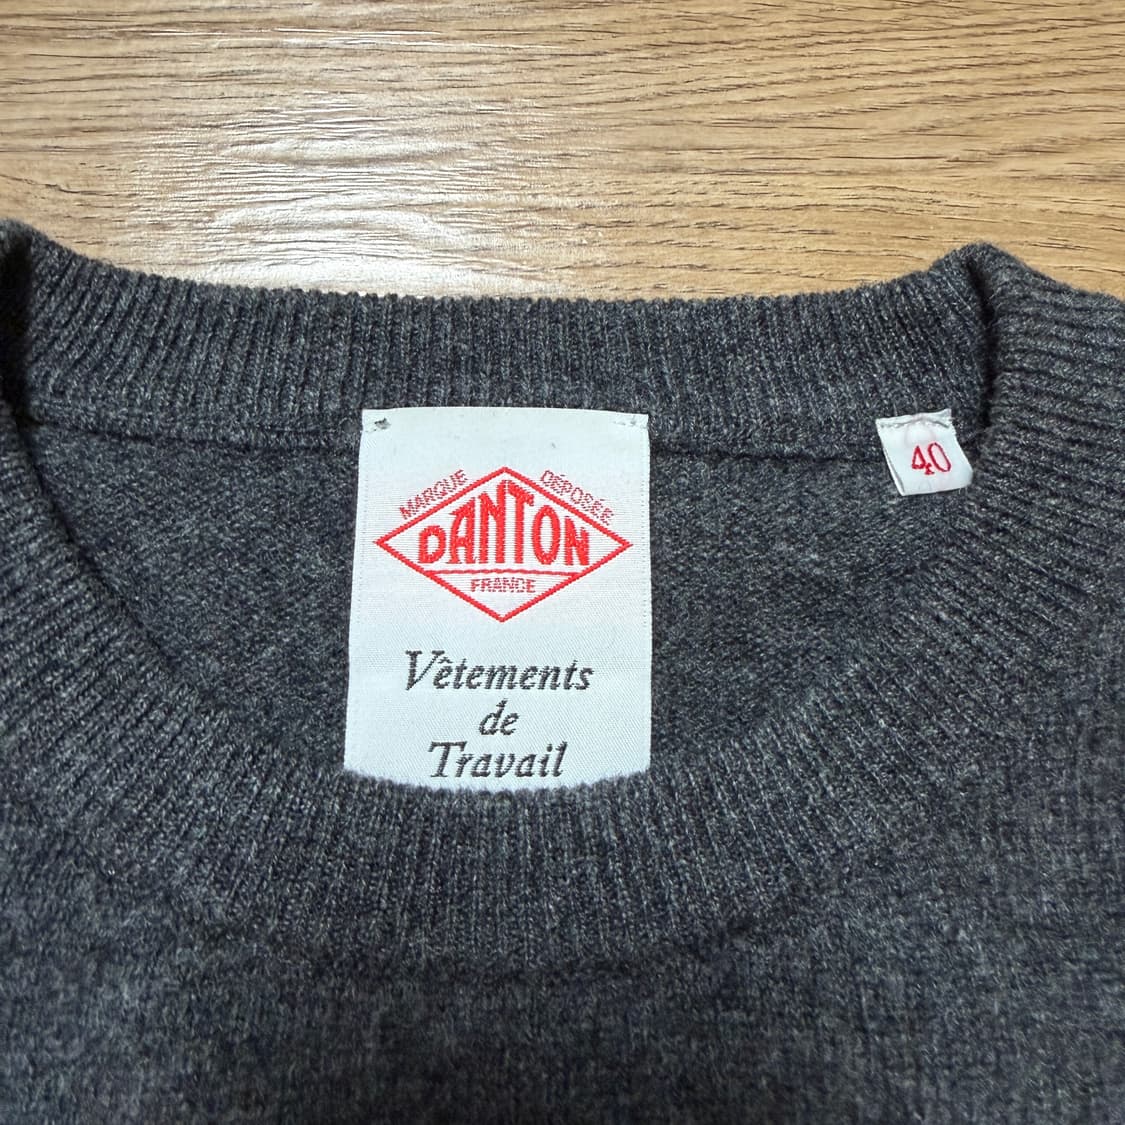 MARQUE DÉPOSÉE
DANTON
FRANCE
Vêtements
de
Travail
40